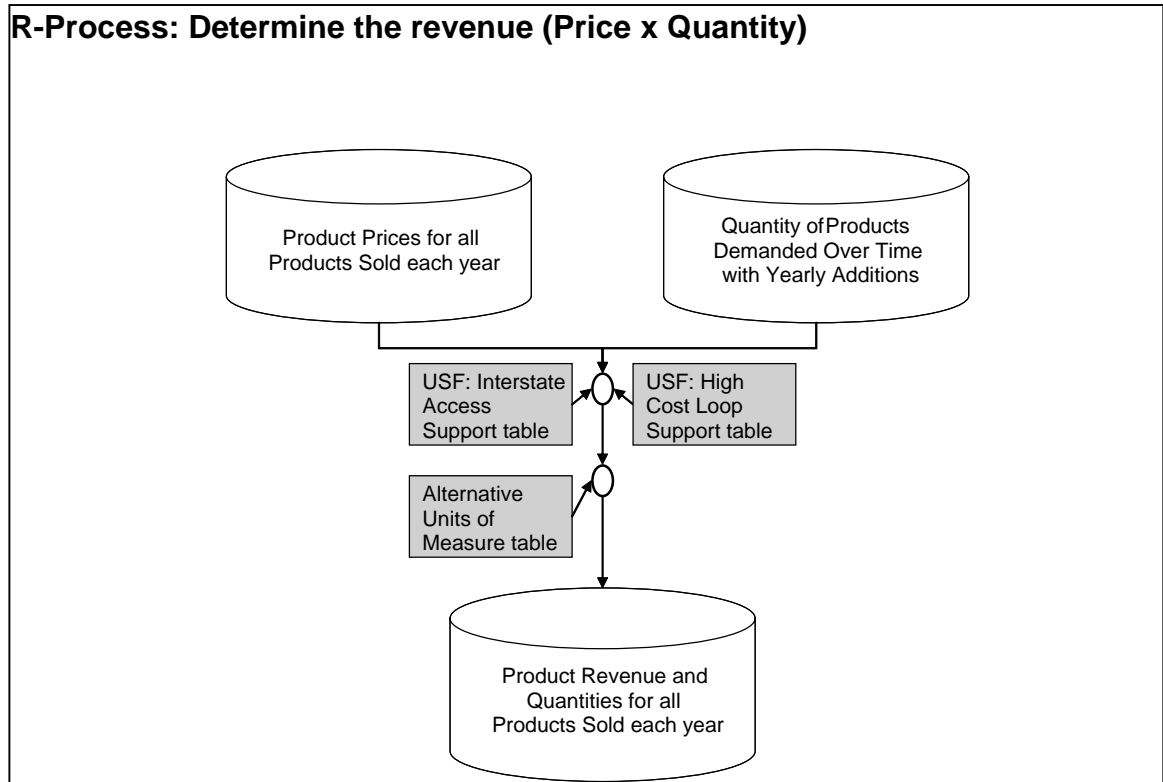 R-Process: Determine the revenue (Price x Quantity)
Product Prices for all
Products Sold each year
Quantity of Products
Demanded Over Time
with Yearly Additions
USF: Interstate
Access
Support table
USF: High
Cost Loop
Support table
Alternative
Units of
Measure table
Product Revenue and
Quantities for all
Products Sold each year